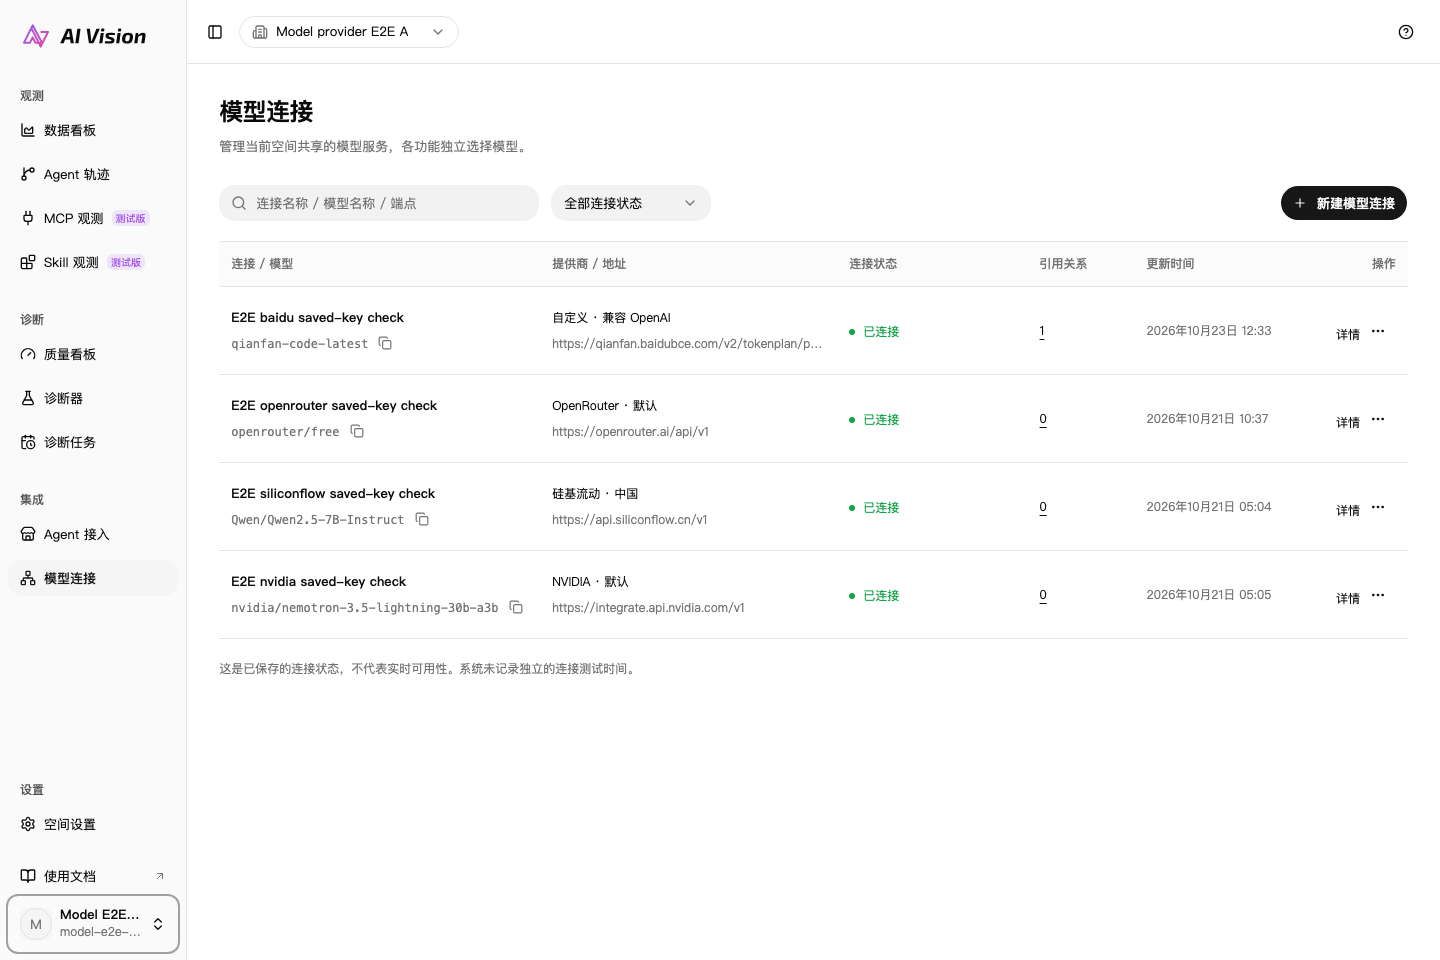 AI Vision
Model provider E2E A
观测
数据看板
Agent 轨迹
MCP 观测 测试版
Skill 观测 测试版
诊断
质量看板
诊断器
诊断任务
集成
Agent 接入
模型连接
设置
空间设置
使用文档
M
Model E2E...
model-e2e-...
模型连接
管理当前空间共享的模型服务，各功能独立选择模型。
连接名称 / 模型名称 / 端点
全部连接状态
新建模型连接
连接 / 模型 提供商 / 地址 连接状态 引用关系 更新时间 操作
E2E baidu saved-key check
qianfan-code-latest
自定义 · 兼容 OpenAI
https://qianfan.baidubce.com/v2/tokenplan/p...
已连接
1
2026年10月23日 12:33
详情
E2E openrouter saved-key check
openrouter/free
OpenRouter · 默认
https://openrouter.ai/api/v1
已连接
0
2026年10月21日 10:37
详情
E2E siliconflow saved-key check
Qwen/Qwen2.5-7B-Instruct
硅基流动 · 中国
https://api.siliconflow.cn/v1
已连接
0
2026年10月21日 05:04
详情
E2E nvidia saved-key check
nvidia/nemotron-3.5-lightning-30b-a3b
NVIDIA · 默认
https://integrate.api.nvidia.com/v1
已连接
0
2026年10月21日 05:05
详情
这是已保存的连接状态，不代表实时可用性。系统未记录独立的连接测试时间。